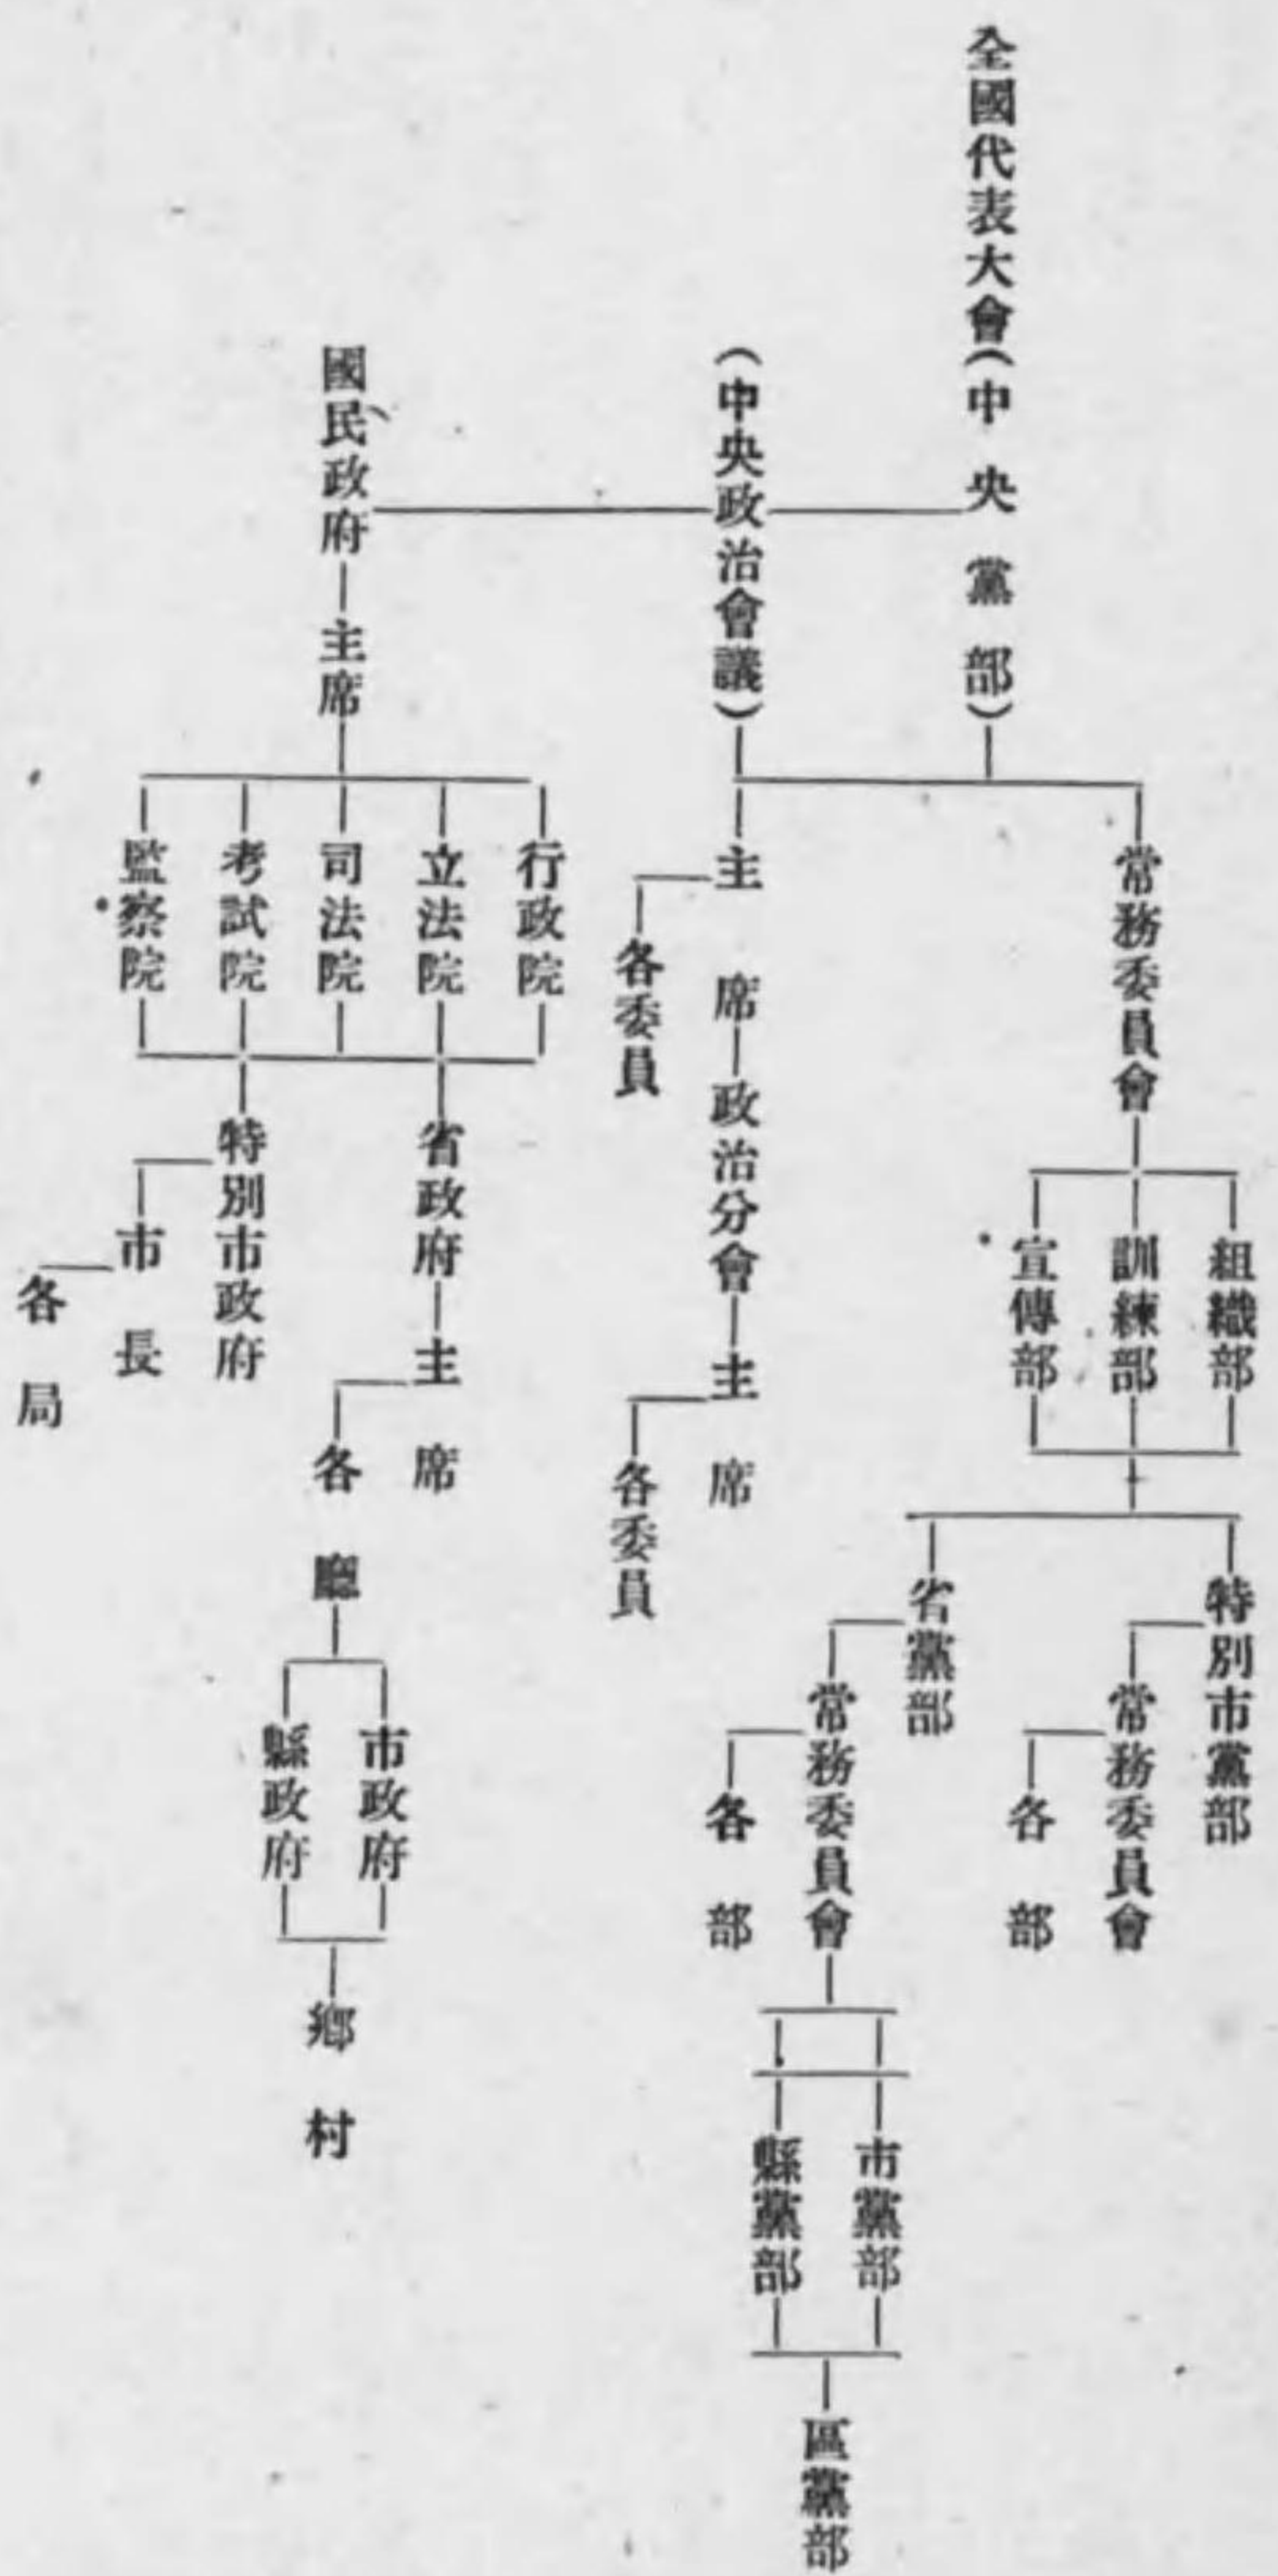 全國代表大會(中央黨部)
常務委員會
組織部
訓練部
宣傳部
特別市黨部
常務委員會
各部
省黨部
常務委員會
各部
市黨部
縣黨部
區黨部
(中央政治會議)
主席
各委員
政治分會
主席
各委員
國民政府
主席
行政院
立法院
司法院
考試院
監察院
省政府
主席
各廳
市政府
縣政府
鄉村
特別市政府
市長
各局